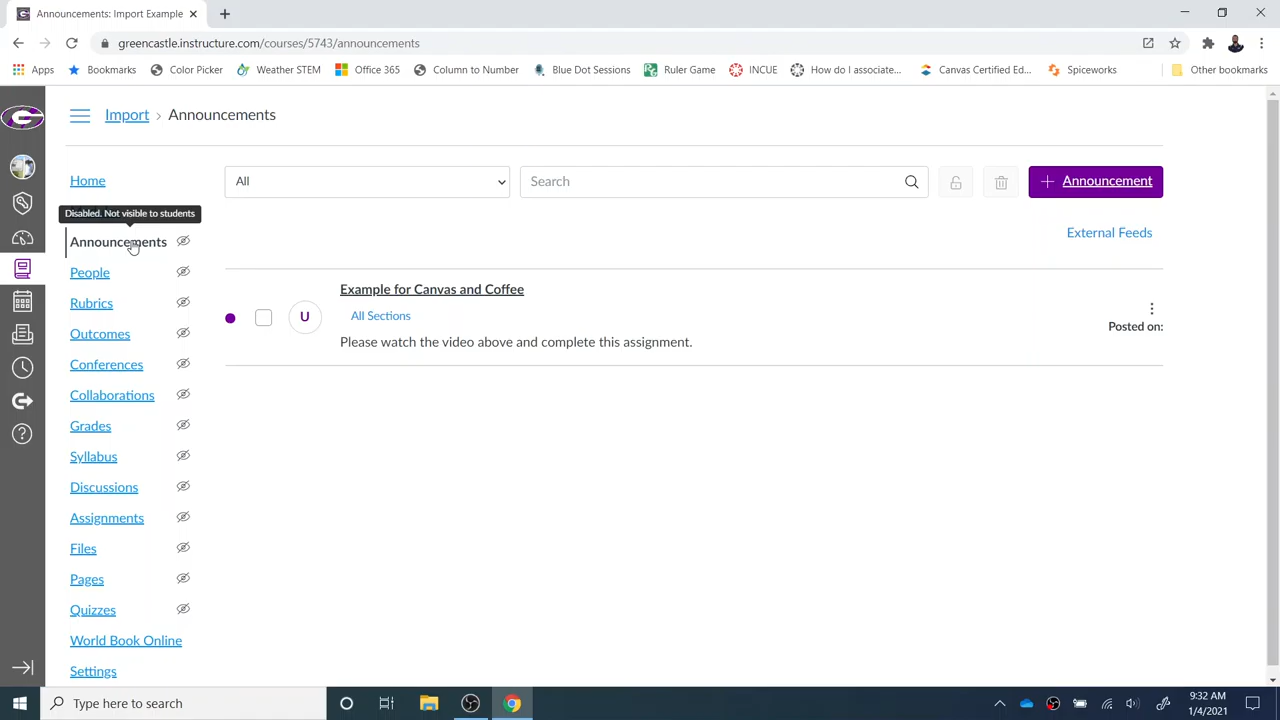 Announcements: Import Example
greencastle.instructure.com/courses/5743/announcements
Apps Bookmarks Color Picker Weather STEM Office 365 Column to Number Blue Dot Sessions Ruler Game INCUE How do I associate... Canvas Certified Ed... Spiceworks Other bookmarks
Import › Announcements
Home
All
Search
+ Announcement
Disabled. Not visible to students
External Feeds
Announcements
People
Rubrics
Outcomes
Conferences
Collaborations
Grades
Syllabus
Discussions
Assignments
Files
Pages
Quizzes
World Book Online
Settings
Example for Canvas and Coffee
U
All Sections
Posted on:
Please watch the video above and complete this assignment.
Type here to search
9:32 AM
1/4/2021